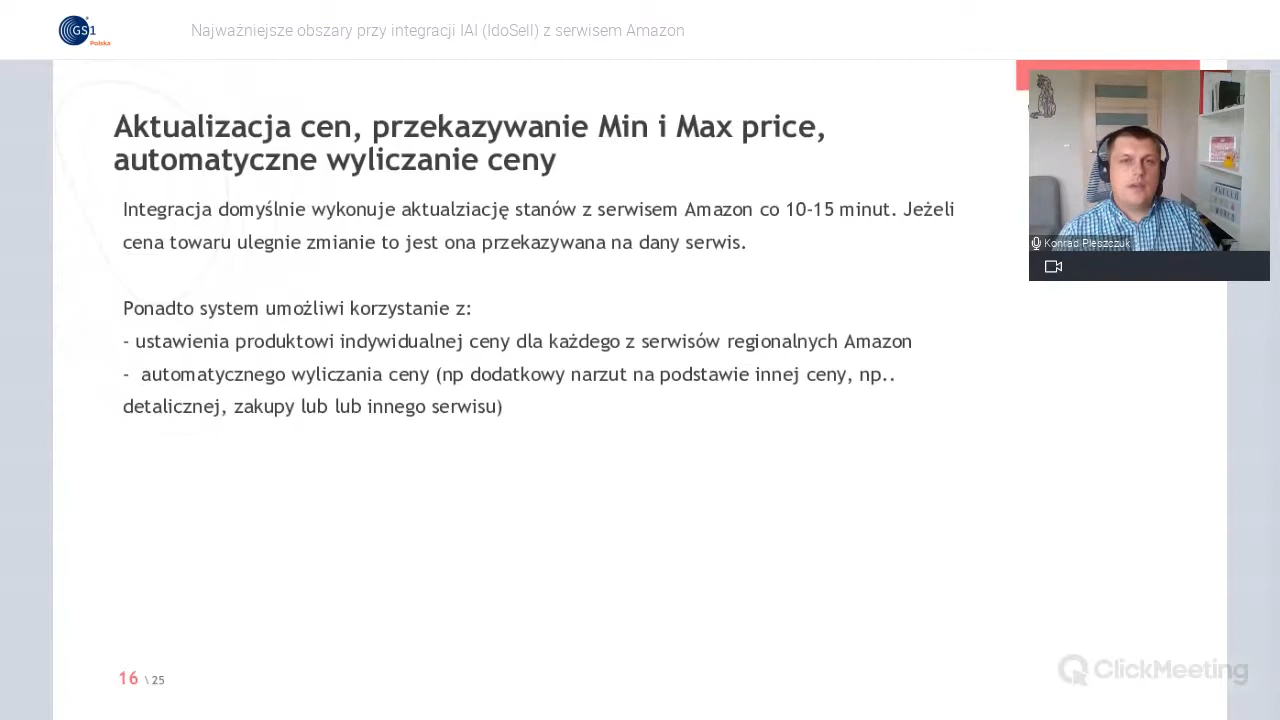 GS1
Polska
Najważniejsze obszary przy integracji IAI (IdoSell) z serwisem Amazon
Aktualizacja cen, przekazywanie Min i Max price,
automatyczne wyliczanie ceny
Integracja domyślnie wykonuje aktualziację stanów z serwisem Amazon co 10-15 minut. Jeżeli
cena towaru ulegnie zmianie to jest ona przekazywana na dany serwis.
Ponadto system umożliwi korzystanie z:
- ustawienia produktowi indywidualnej ceny dla każdego z serwisów regionalnych Amazon
- automatycznego wyliczania ceny (np dodatkowy narzut na podstawie innej ceny, np..
detalicznej, zakupy lub lub innego serwisu)
Konrad Pleszczuk
16 \ 25
ClickMeeting